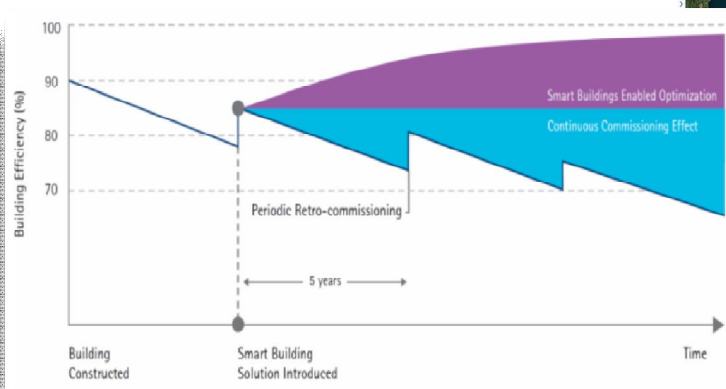 100
90
80
70
Building Efficiency (%)
Smart Buildings Enabled Optimization
Continuous Commissioning Effect
Periodic Retro-commissioning
5 years
Building
Constructed
Smart Building
Solution Introduced
Time